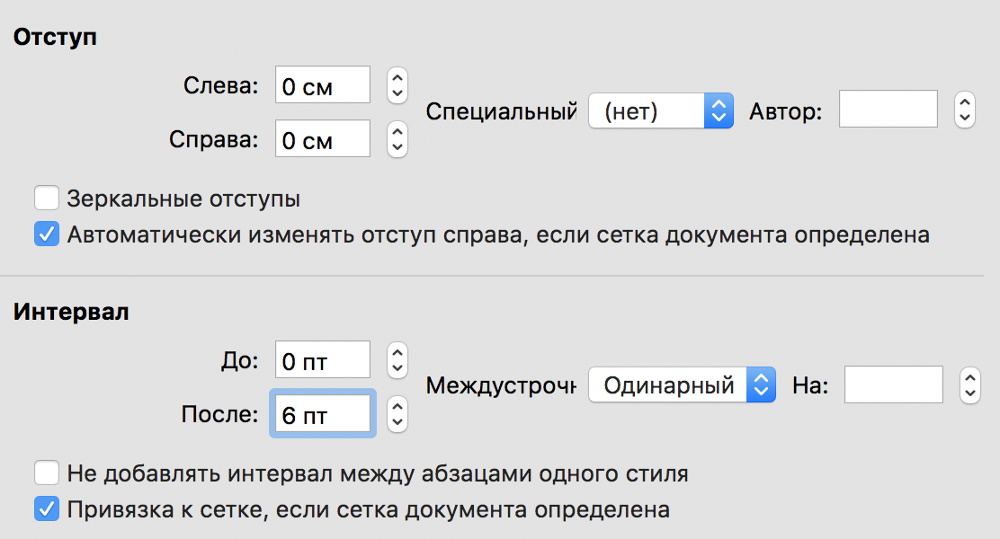 Отступ
Слева: 0 см
Специальный (нет) Автор:
Справа: 0 см
Зеркальные отступы
Автоматически изменять отступ справа, если сетка документа определена
Интервал
До: 0 пт
Междустрочн Одинарный На:
После: 6 пт
Не добавлять интервал между абзацами одного стиля
Привязка к сетке, если сетка документа определена